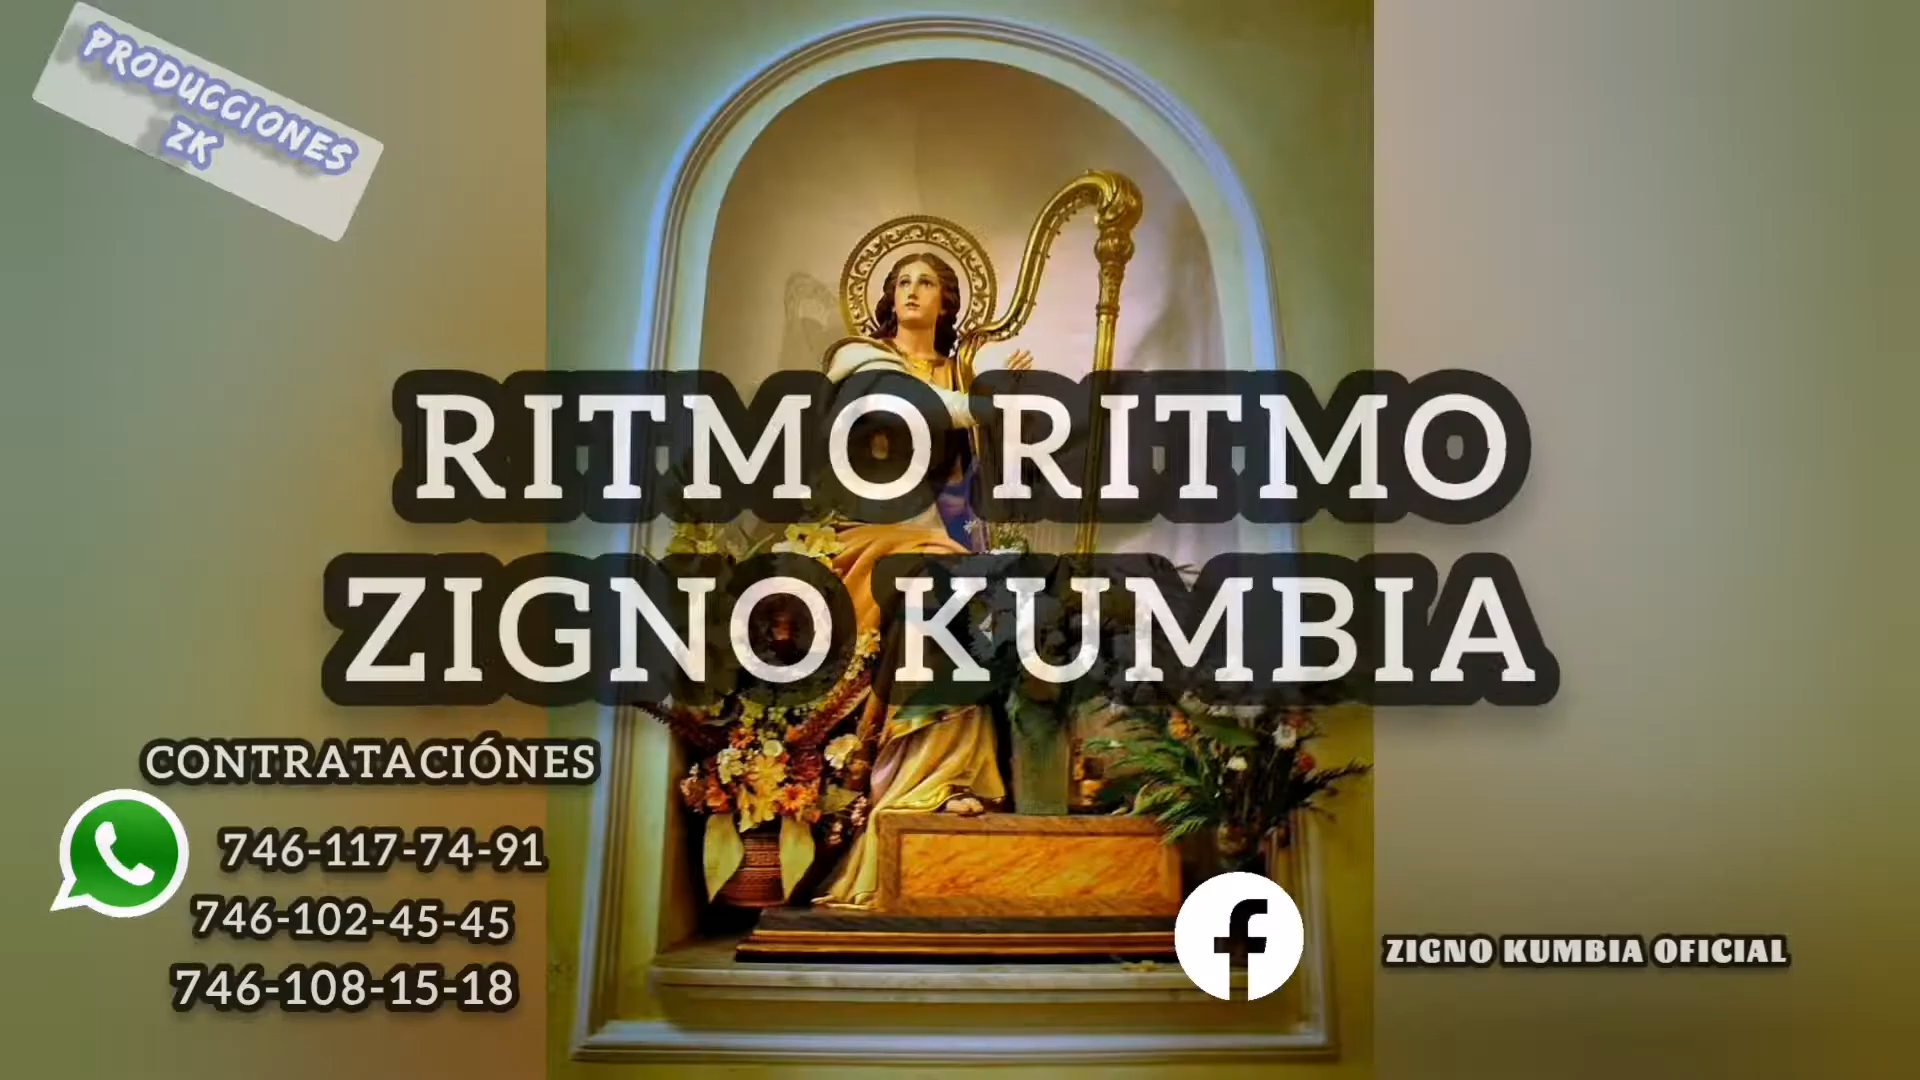 PRODUCCIONES
ZK
RITMO RITMO
ZIGNO KUMBIA
CONTRATACIÓNES
746-117-74-91
746-102-45-45
746-108-15-18
ZIGNO KUMBIA OFICIAL